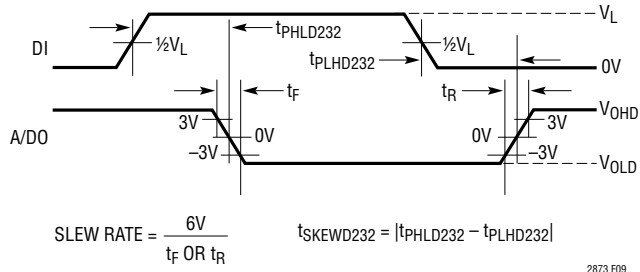 DI
½V_L
t_PHLD232
t_PLHD232
½V_L
V_L
0V
A/DO
3V
–3V
t_F
0V
t_R
0V
3V
–3V
V_OHD
V_OLD
SLEW RATE = 6V / t_F OR t_R
t_SKEWD232 = |t_PHLD232 – t_PLHD232|
2873 F09